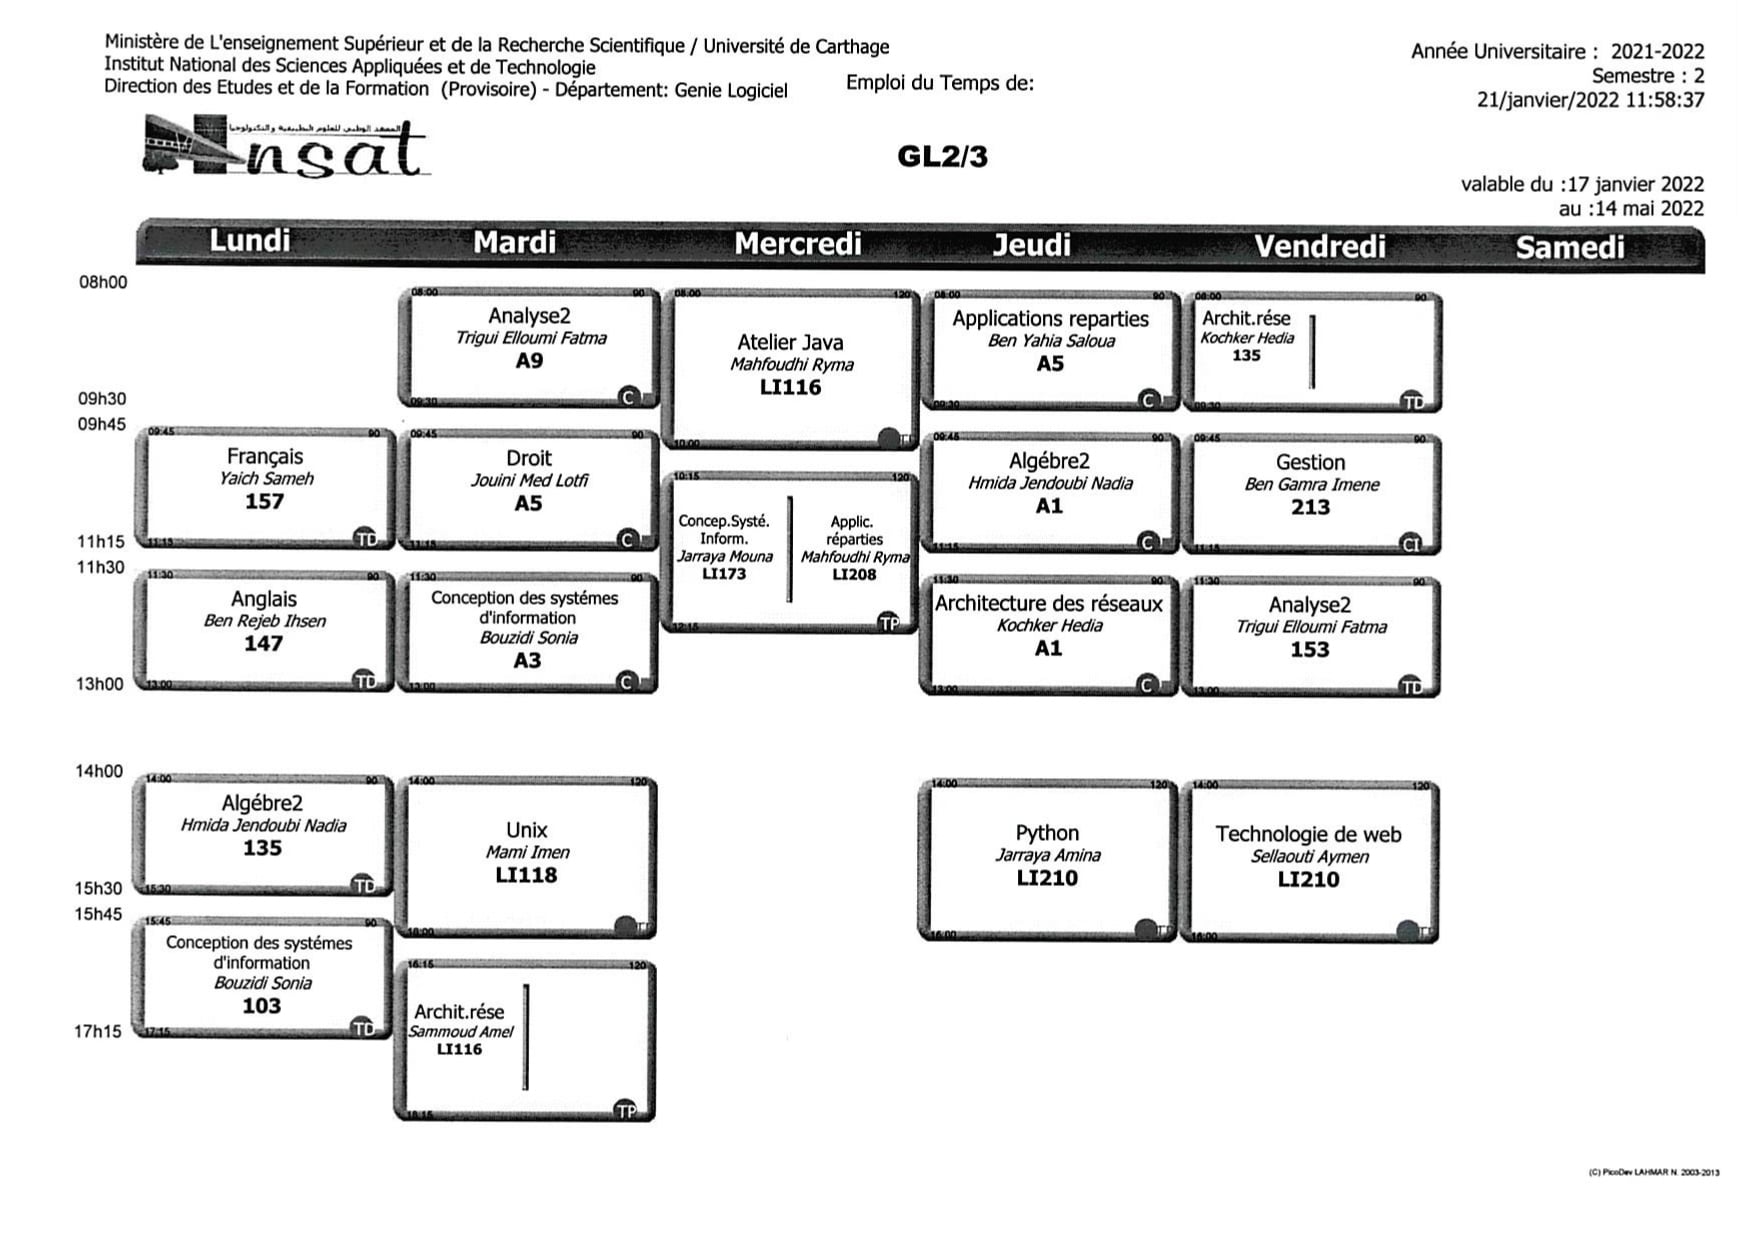 Ministère de L'enseignement Supérieur et de la Recherche Scientifique / Université de Carthage
Institut National des Sciences Appliquées et de Technologie
Direction des Etudes et de la Formation (Provisoire) - Département: Genie Logiciel
Emploi du Temps de:
Année Universitaire : 2021-2022
Semestre : 2
21/janvier/2022 11:58:37
المعهد الوطني للعلوم التطبيقية و التكنولوجيا
Insat
GL2/3
valable du :17 janvier 2022
au :14 mai 2022
Lundi
Mardi
Mercredi
Jeudi
Vendredi
Samedi
08h00
09h30
09h45
11h15
11h30
13h00
14h00
15h30
15h45
17h15
09:45 90
Français
Yaich Sameh
157
11:15 TD
11:30 90
Anglais
Ben Rejeb Ihsen
147
13:00 TD
14:00 90
Algébre2
Hmida Jendoubi Nadia
135
15:30 TD
15:45 90
Conception des systémes
d'information
Bouzidi Sonia
103
17:15 TD
08:00 90
Analyse2
Trigui Elloumi Fatma
A9
09:30 C
09:45 90
Droit
Jouini Med Lotfi
A5
11:15 C
11:30 90
Conception des systémes
d'information
Bouzidi Sonia
A3
13:00 C
14:00 120
Unix
Mami Imen
LI118
16:00
16:15 120
Archit.rése
Sammoud Amel
LI116
18:15 TP
08:00 120
Atelier Java
Mahfoudhi Ryma
LI116
10:00
10:15 120
Concep.Systé.
Inform.
Jarraya Mouna
LI173
Applic.
réparties
Mahfoudhi Ryma
LI208
12:15 TP
08:00 90
Applications reparties
Ben Yahia Saloua
A5
09:30 C
09:45 90
Algébre2
Hmida Jendoubi Nadia
A1
11:15 C
11:30 90
Architecture des réseaux
Kochker Hedia
A1
13:00 C
14:00 120
Python
Jarraya Amina
LI210
16:00
08:00 90
Archit.rése
Kochker Hedia
135
09:30 TD
09:45 90
Gestion
Ben Gamra Imene
213
11:15 CI
11:30 90
Analyse2
Trigui Elloumi Fatma
153
13:00 TD
14:00 120
Technologie de web
Sellaouti Aymen
LI210
16:00
(C) PicoDev LAHMAR N. 2003-2013